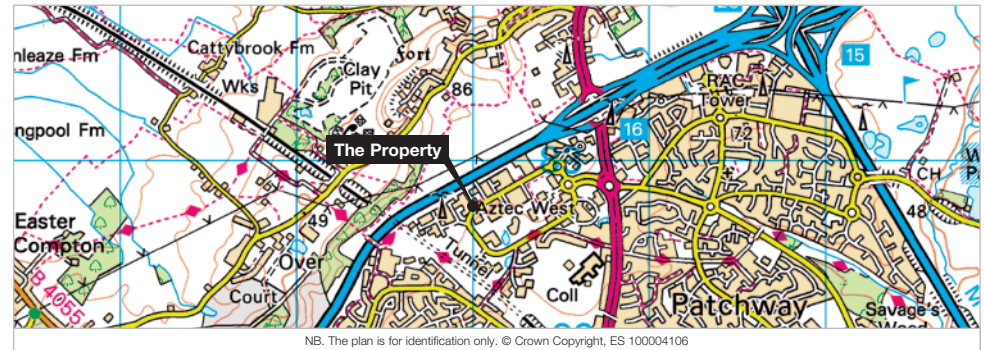 nleaze Fm
Cattybrook Fm
Fort
Clay
Pit
Wks
86
15
RAC
Tower
16
72
ngpool Fm
The Property
CH
Aztec West
48
49
Easter
Compton
Over
Court
Tunnel
Coll
Patchway
Savage's
Wood
B 4055
NB. The plan is for identification only. © Crown Copyright, ES 100004106